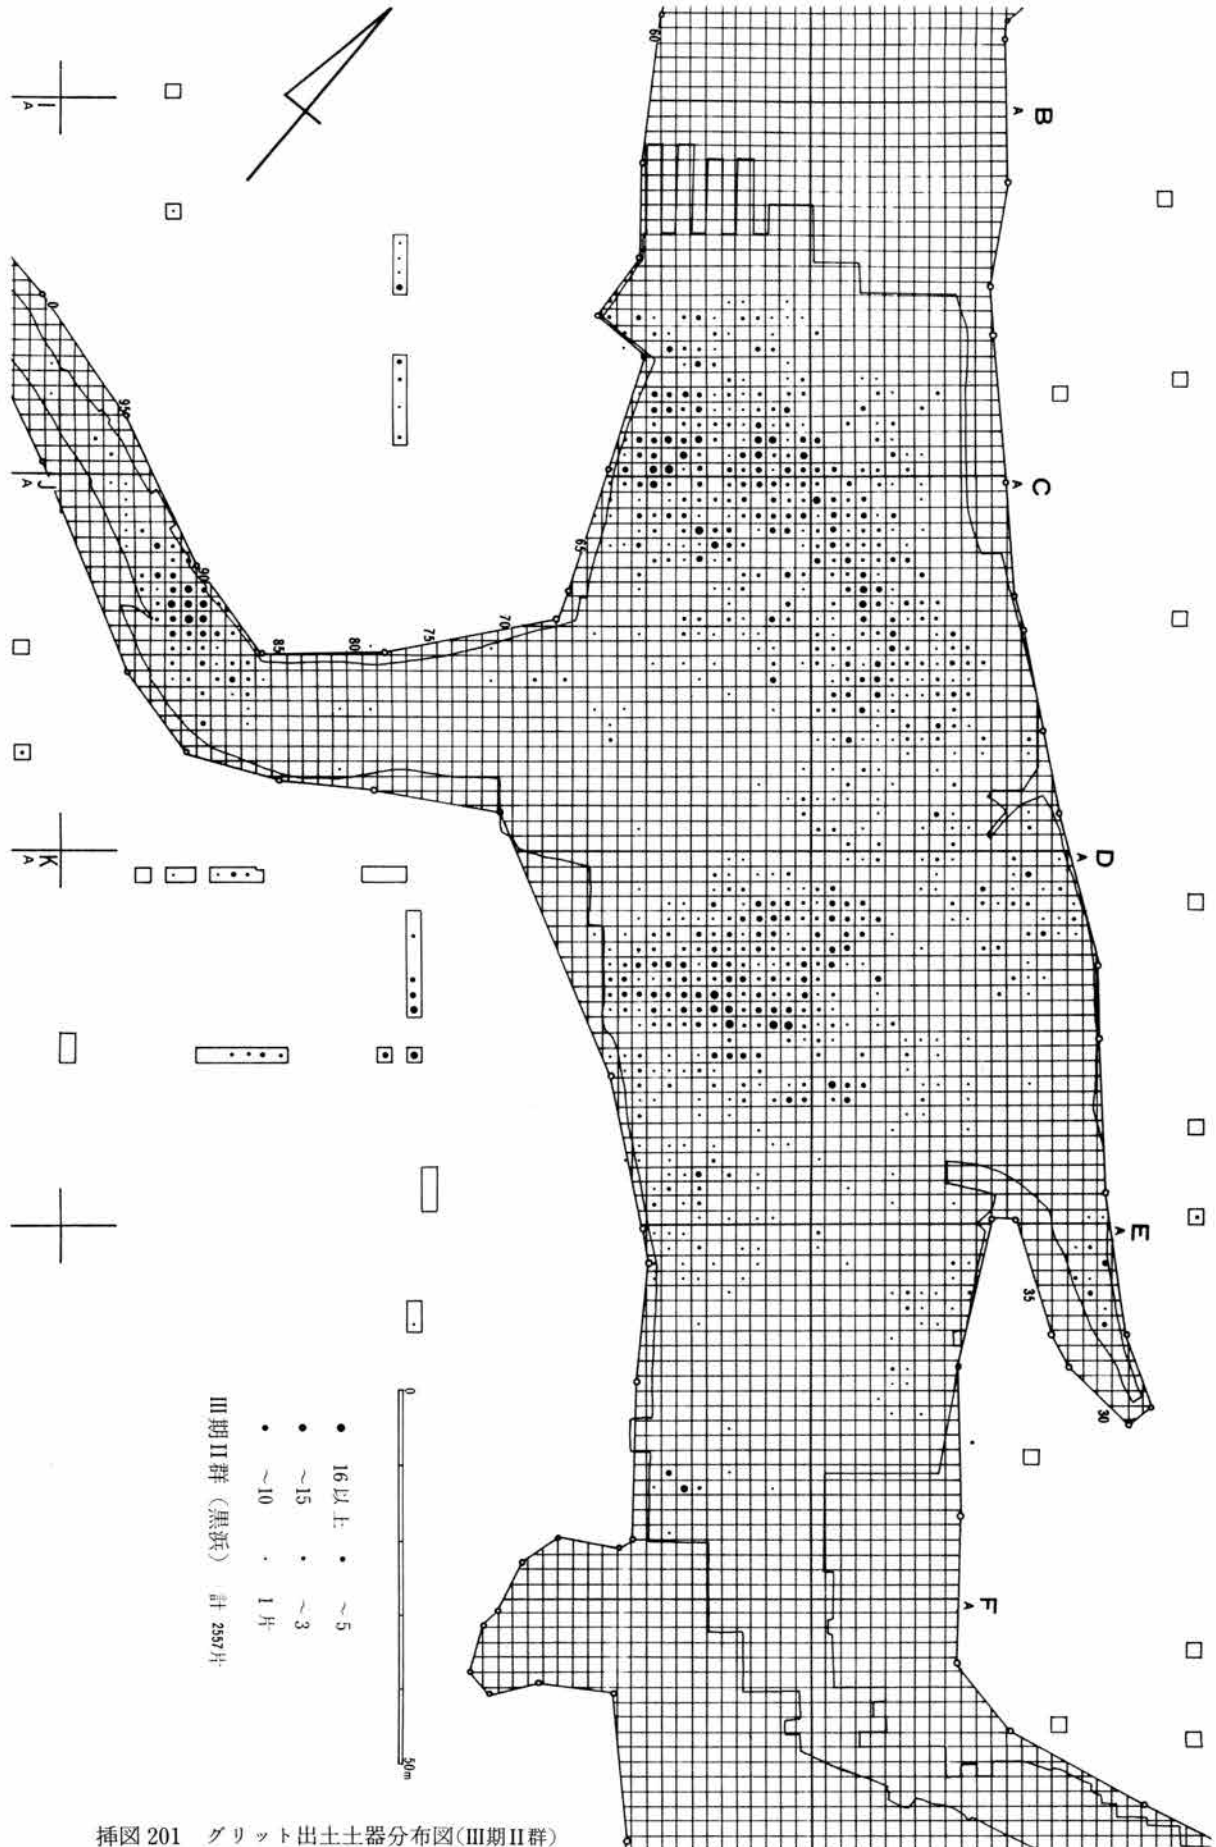 60
B
A
I
A
0
95
J
A
90
C
A
65
70
75
80
85
K
A
D
A
E
A
35
30
F
A
0
50m
16以上
~5
~15
~3
~10
1片
III期II群(黒浜) 計 2557片
挿図 201 グリット出土土器分布図(III期II群)